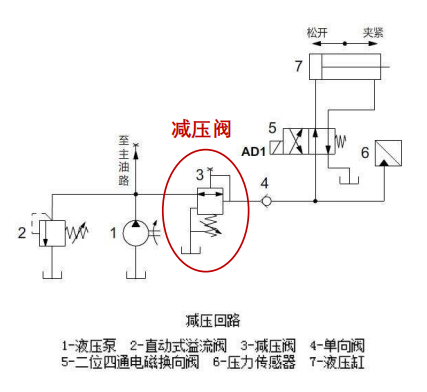 松开 夹紧
7
减压阀
至主油路
5
AD1
6
3
4
2
1
减压回路
1-液压泵 2-直动式溢流阀 3-减压阀 4-单向阀
5-二位四通电磁换向阀 6-压力传感器 7-液压缸